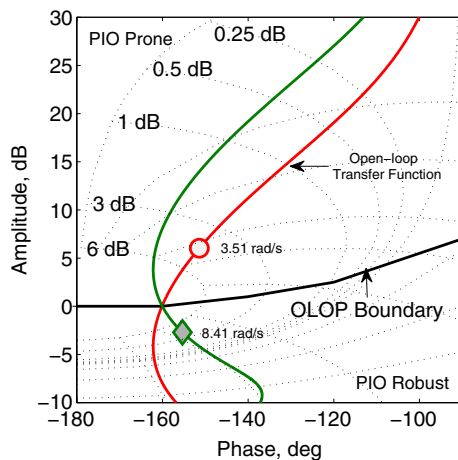 30
25
20
15
10
5
0
−5
−10
Amplitude, dB
PIO Prone
0.25 dB
0.5 dB
1 dB
3 dB
6 dB
Open−loop
Transfer Function
3.51 rad/s
OLOP Boundary
8.41 rad/s
PIO Robust
−180
−160
−140
−120
−100
Phase, deg